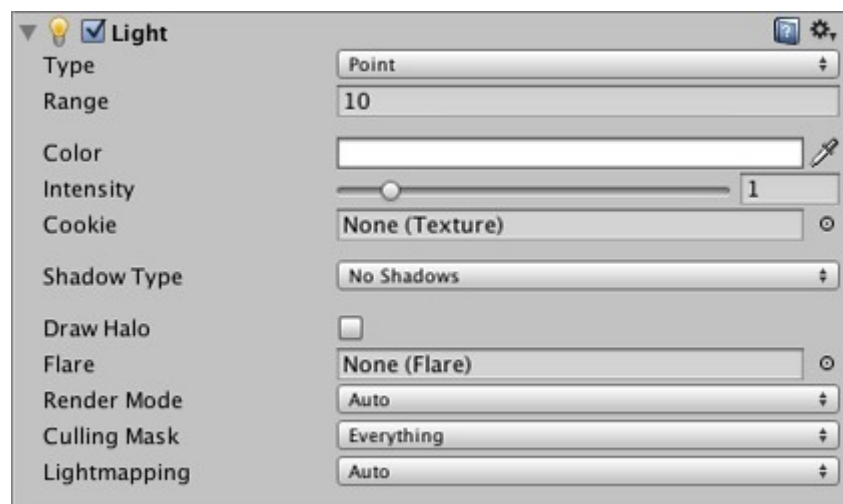 Light
Type Point
Range 10
Color
Intensity 1
Cookie None (Texture)
Shadow Type No Shadows
Draw Halo
Flare None (Flare)
Render Mode Auto
Culling Mask Everything
Lightmapping Auto